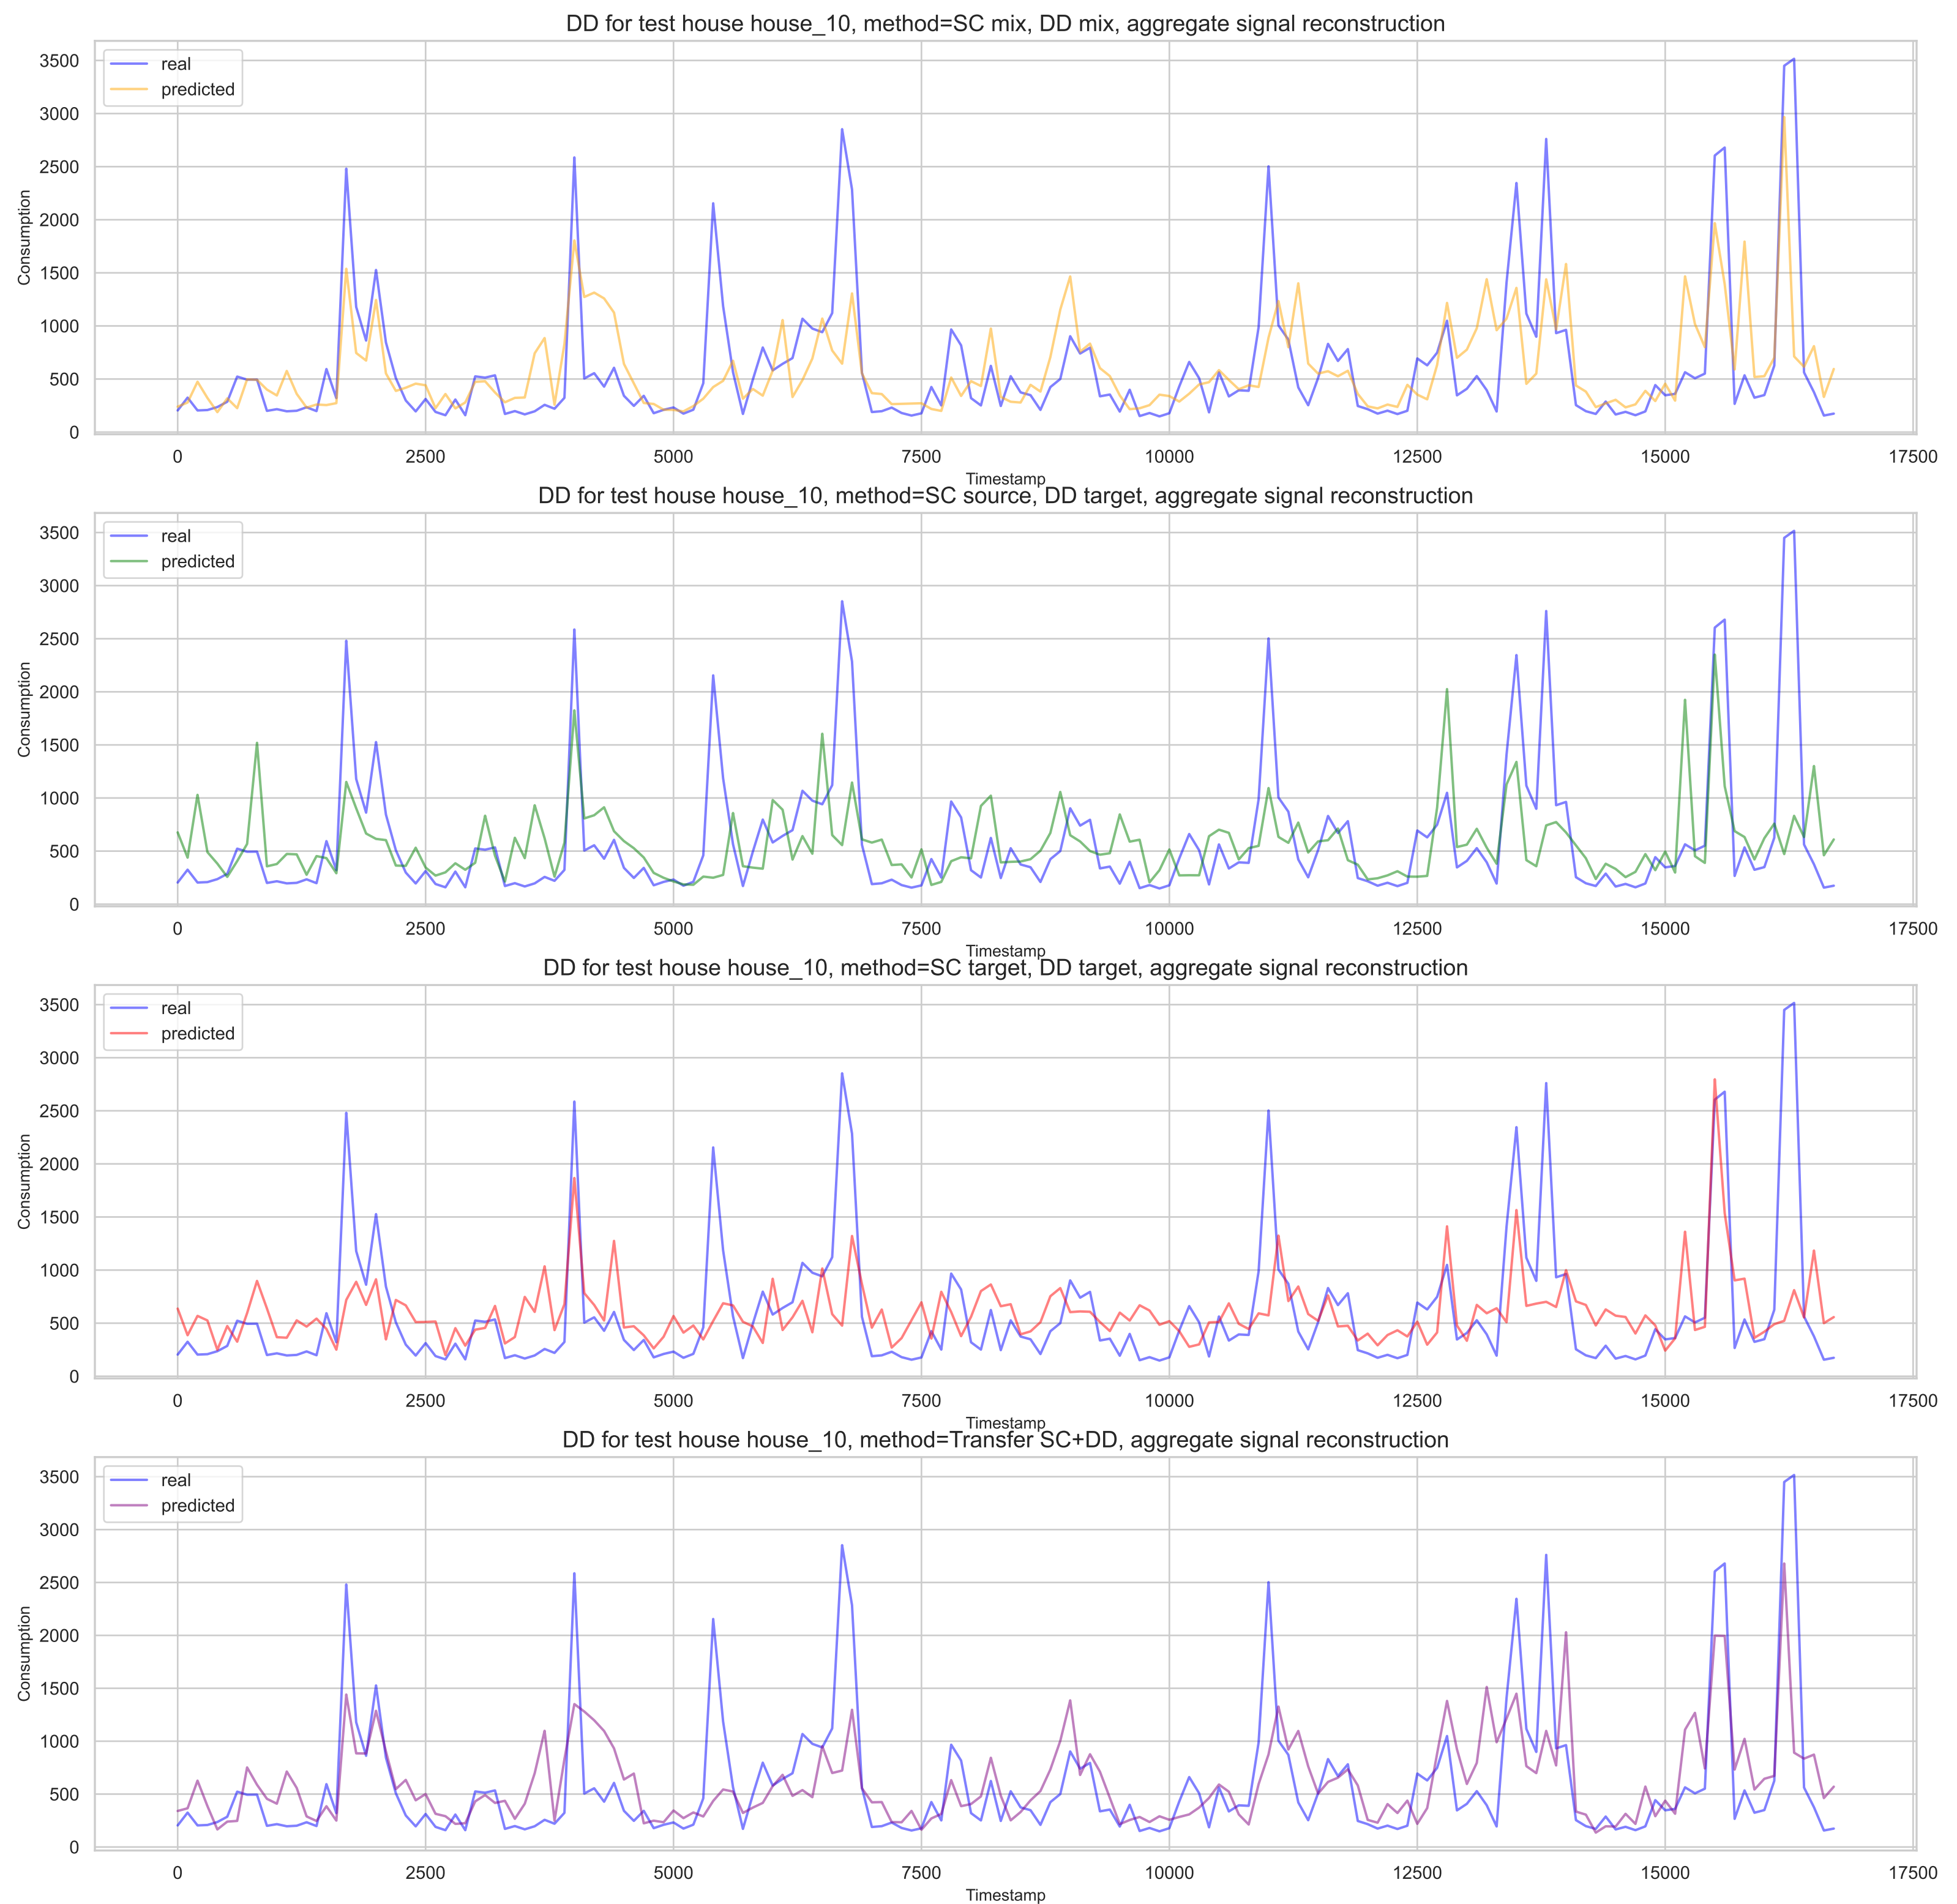 DD for test house house_10, method=SC mix, DD mix, aggregate signal reconstruction
real
predicted
3500
3000
2500
2000
1500
1000
500
0
Consumption
0 2500 5000 7500 10000 12500 15000 17500
Timestamp
DD for test house house_10, method=SC source, DD target, aggregate signal reconstruction
real
predicted
3500
3000
2500
2000
1500
1000
500
0
Consumption
0 2500 5000 7500 10000 12500 15000 17500
Timestamp
DD for test house house_10, method=SC target, DD target, aggregate signal reconstruction
real
predicted
3500
3000
2500
2000
1500
1000
500
0
Consumption
0 2500 5000 7500 10000 12500 15000 17500
Timestamp
DD for test house house_10, method=Transfer SC+DD, aggregate signal reconstruction
real
predicted
3500
3000
2500
2000
1500
1000
500
0
Consumption
0 2500 5000 7500 10000 12500 15000 17500
Timestamp